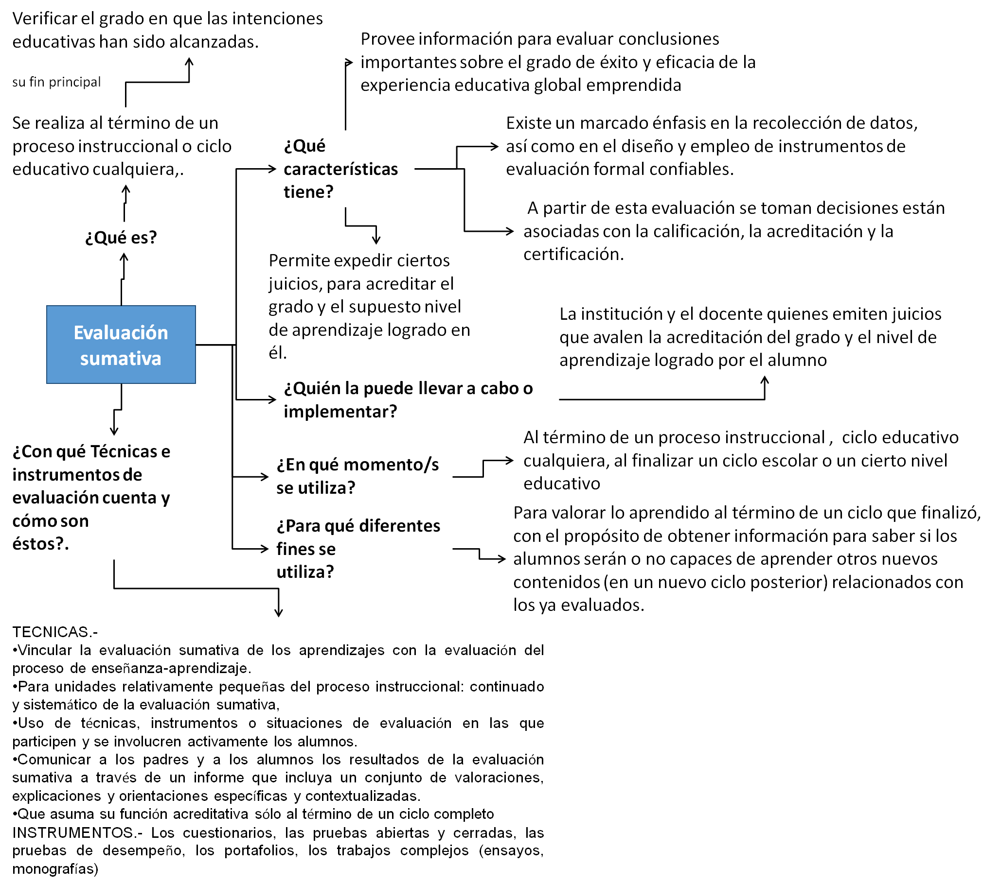 Verificar el grado en que las intenciones
educativas han sido alcanzadas.
su fin principal
Se realiza al término de un
proceso instruccional o ciclo
educativo cualquiera,.
¿Qué es?
Evaluación
sumativa
¿Qué
características
tiene?
Provee información para evaluar conclusiones
importantes sobre el grado de éxito y eficacia de la
experiencia educativa global emprendida
Existe un marcado énfasis en la recolección de datos,
así como en el diseño y empleo de instrumentos de
evaluación formal confiables.
A partir de esta evaluación se toman decisiones están
asociadas con la calificación, la acreditación y la
certificación.
Permite expedir ciertos
juicios, para acreditar el
grado y el supuesto nivel
de aprendizaje logrado en
él.
¿Quién la puede llevar a cabo o
implementar?
La institución y el docente quienes emiten juicios
que avalen la acreditación del grado y el nivel de
aprendizaje logrado por el alumno
¿En qué momento/s
se utiliza?
Al término de un proceso instruccional , ciclo educativo
cualquiera, al finalizar un ciclo escolar o un cierto nivel
educativo
¿Para qué diferentes
fines se
utiliza?
Para valorar lo aprendido al término de un ciclo que finalizó,
con el propósito de obtener información para saber si los
alumnos serán o no capaces de aprender otros nuevos
contenidos (en un nuevo ciclo posterior) relacionados con
los ya evaluados.
¿Con qué Técnicas e
instrumentos de
evaluación cuenta y
cómo son
éstos?.
TECNICAS.-
•Vincular la evaluación sumativa de los aprendizajes con la evaluación del
proceso de enseñanza-aprendizaje.
•Para unidades relativamente pequeñas del proceso instruccional: continuado
y sistemático de la evaluación sumativa,
•Uso de técnicas, instrumentos o situaciones de evaluación en las que
participen y se involucren activamente los alumnos.
•Comunicar a los padres y a los alumnos los resultados de la evaluación
sumativa a través de un informe que incluya un conjunto de valoraciones,
explicaciones y orientaciones específicas y contextualizadas.
•Que asuma su función acreditativa sólo al término de un ciclo completo
INSTRUMENTOS.- Los cuestionarios, las pruebas abiertas y cerradas, las
pruebas de desempeño, los portafolios, los trabajos complejos (ensayos,
monografías)